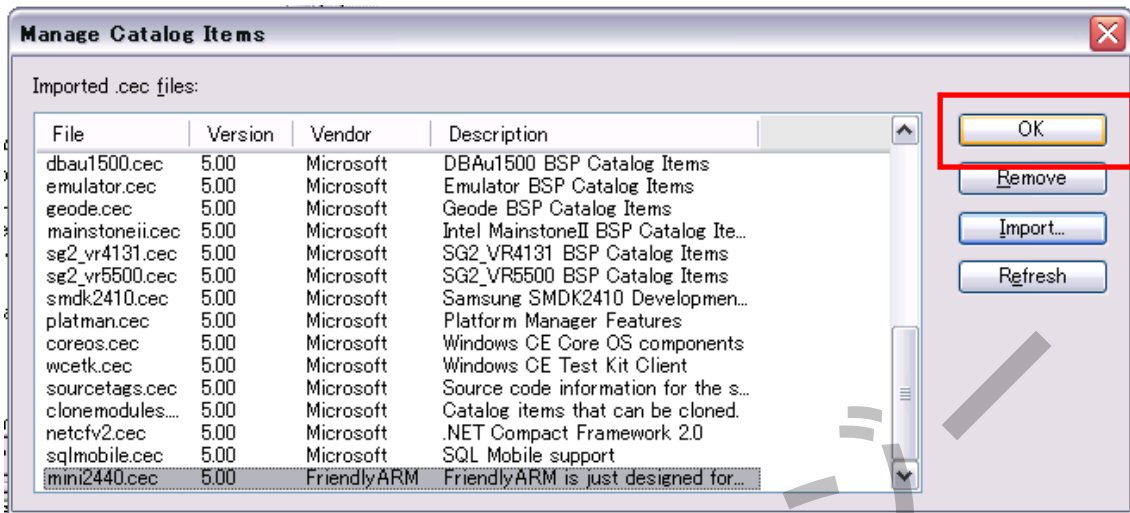 Manage Catalog Items
Imported .cec files:
File Version Vendor Description
dbau1500.cec 5.00 Microsoft DBAu1500 BSP Catalog Items
emulator.cec 5.00 Microsoft Emulator BSP Catalog Items
geode.cec 5.00 Microsoft Geode BSP Catalog Items
mainstoneii.cec 5.00 Microsoft Intel MainstoneII BSP Catalog Ite...
sg2_vr4131.cec 5.00 Microsoft SG2_VR4131 BSP Catalog Items
sg2_vr5500.cec 5.00 Microsoft SG2_VR5500 BSP Catalog Items
smdk2410.cec 5.00 Microsoft Samsung SMDK2410 Developmen...
platman.cec 5.00 Microsoft Platform Manager Features
coreos.cec 5.00 Microsoft Windows CE Core OS components
wcetk.cec 5.00 Microsoft Windows CE Test Kit Client
sourcetags.cec 5.00 Microsoft Source code information for the s...
clonemodules.... 5.00 Microsoft Catalog items that can be cloned.
netcfv2.cec 5.00 Microsoft .NET Compact Framework 2.0
sqlmobile.cec 5.00 Microsoft SQL Mobile support
mini2440.cec 5.00 FriendlyARM FriendlyARM is just designed for...
OK
Remove
Import...
Refresh